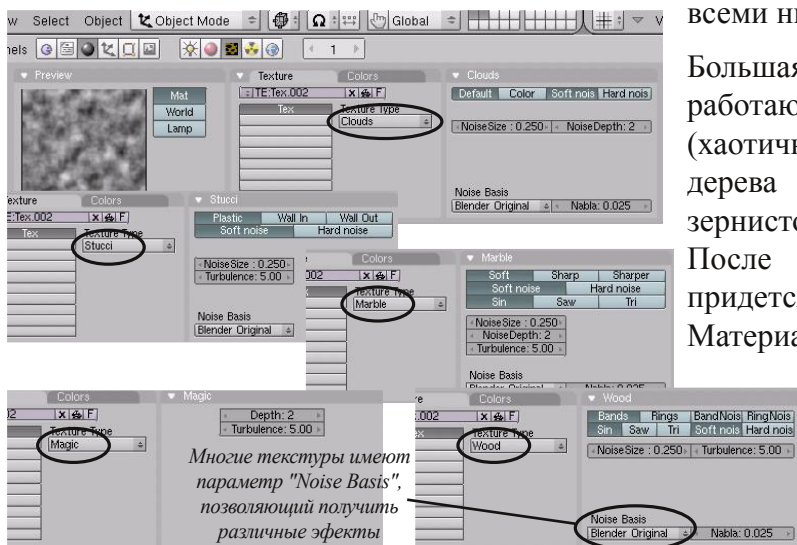 Select Object Object Mode Global
всеми
1
Preview
Mat
World
Lamp
Texture Colors
TE:Tex.002 X F
Tex Texture Type
Clouds
Clouds
Default Color Soft nois Hard nois
NoiseSize : 0.250 NoiseDepth: 2
Noise Basis
Blender Original Nabla: 0.025
Большая
работаю
(хаотичн
дерева
зернисто
После
придется
Материа
Colors
E:Tex.002 X F
Tex Texture Type
Stucci
Stucci
Plastic Wall In Wall Out
Soft noise Hard noise
NoiseSize : 0.250
Turbulence: 5.00
Noise Basis
Blender Original
Colors
002 X F
Texture Type
Marble
Marble
Soft Sharp Sharper
Soft noise Hard noise
Sin Saw Tri
NoiseSize : 0.250
NoiseDepth: 2
Turbulence: 5.00
Noise Basis
Colors
X F
Texture Type
Magic
Magic
Depth: 2
Turbulence: 5.00
Многие текстуры имеют
параметр "Noise Basis",
позволяющий получить
различные эфекты
Colors
.002 X F
Texture Type
Wood
Wood
Bands Rings BandNois RingNois
Sin Saw Tri Soft nois Hard nois
NoiseSize : 0.250 Turbulence: 5.00
Noise Basis
Blender Original Nabla: 0.025